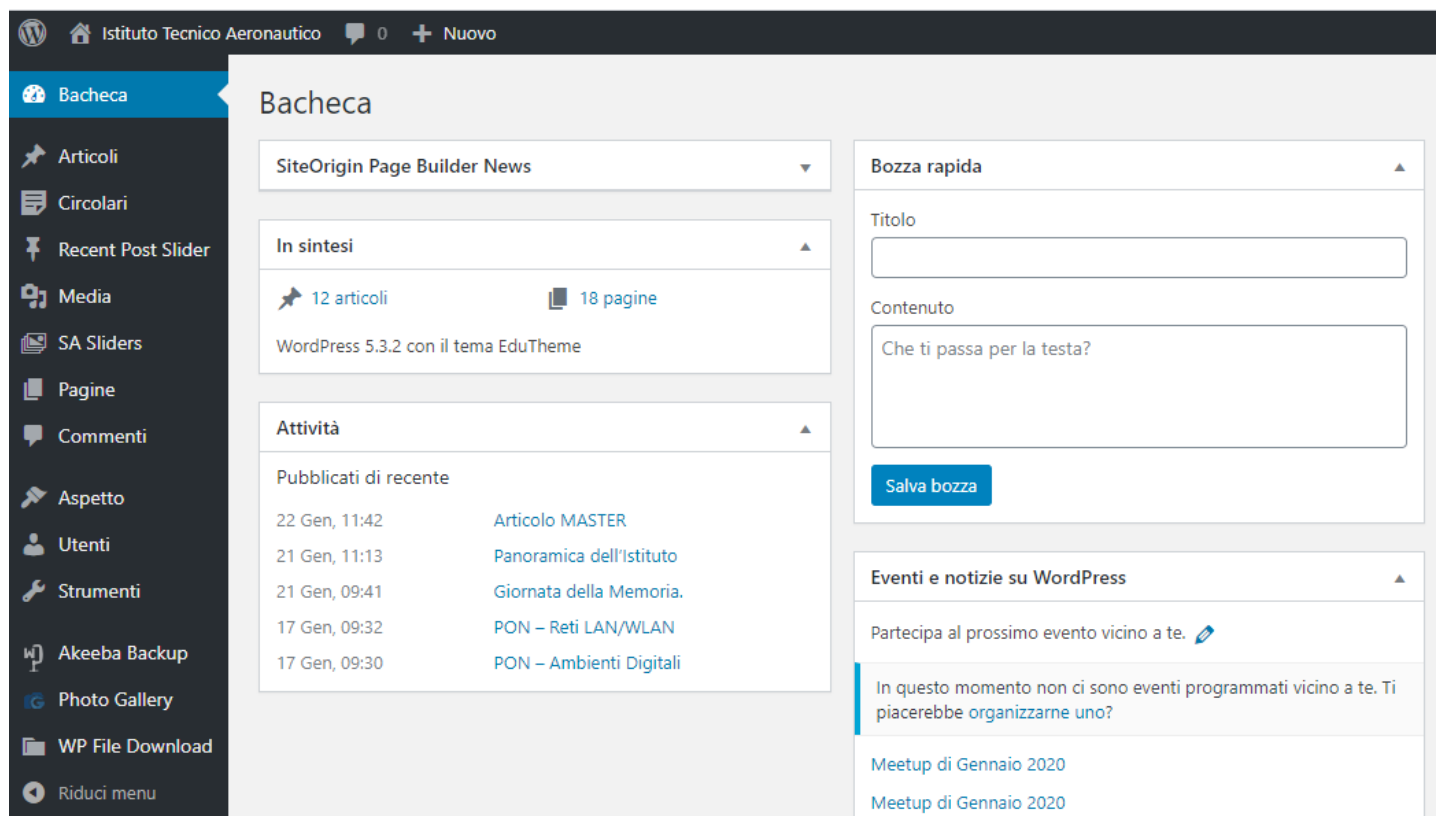 Istituto Tecnico Aeronautico 0 Nuovo
Bacheca
Articoli
Circolari
Recent Post Slider
Media
SA Sliders
Pagine
Commenti
Aspetto
Utenti
Strumenti
Akeeba Backup
Photo Gallery
WP File Download
Riduci menu
Bacheca
SiteOrigin Page Builder News
In sintesi
12 articoli 18 pagine
WordPress 5.3.2 con il tema EduTheme
Attività
Pubblicati di recente
22 Gen, 11:42 Articolo MASTER
21 Gen, 11:13 Panoramica dell'Istituto
21 Gen, 09:41 Giornata della Memoria.
17 Gen, 09:32 PON – Reti LAN/WLAN
17 Gen, 09:30 PON – Ambienti Digitali
Bozza rapida
Titolo
Contenuto
Che ti passa per la testa?
Salva bozza
Eventi e notizie su WordPress
Partecipa al prossimo evento vicino a te.
In questo momento non ci sono eventi programmati vicino a te. Ti
piacerebbe organizzarne uno?
Meetup di Gennaio 2020
Meetup di Gennaio 2020